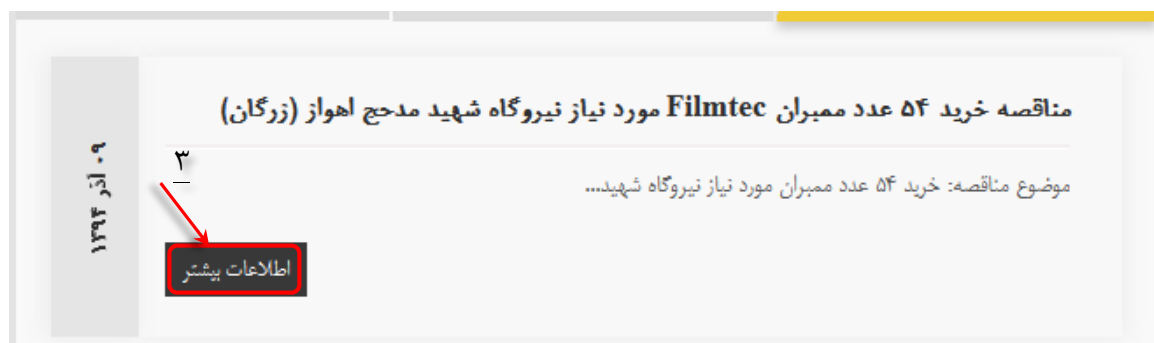 مناقصه خرید ۵۴ عدد ممبران Filmtec مورد نیاز نیروگاه شهید مدحج اهواز (زرگان)
موضوع مناقصه: خرید ۵۴ عدد ممبران مورد نیاز نیروگاه شهید...
۳
اطلاعات بیشتر
۰۹ آذر ۱۳۹۴